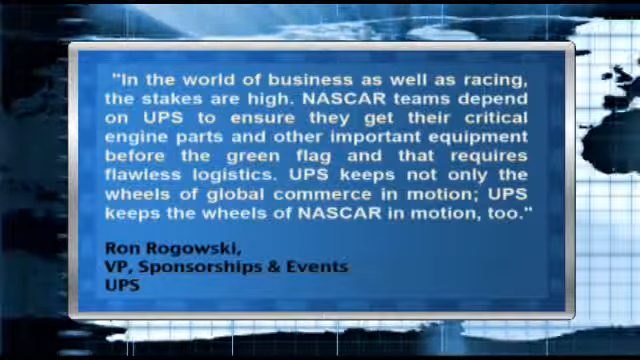 "In the world of business as well as racing,
the stakes are high. NASCAR teams depend
on UPS to ensure they get their critical
engine parts and other important equipment
before the green flag and that requires
flawless logistics. UPS keeps not only the
wheels of global commerce in motion; UPS
keeps the wheels of NASCAR in motion, too."
Ron Rogowski,
VP, Sponsorships & Events
UPS